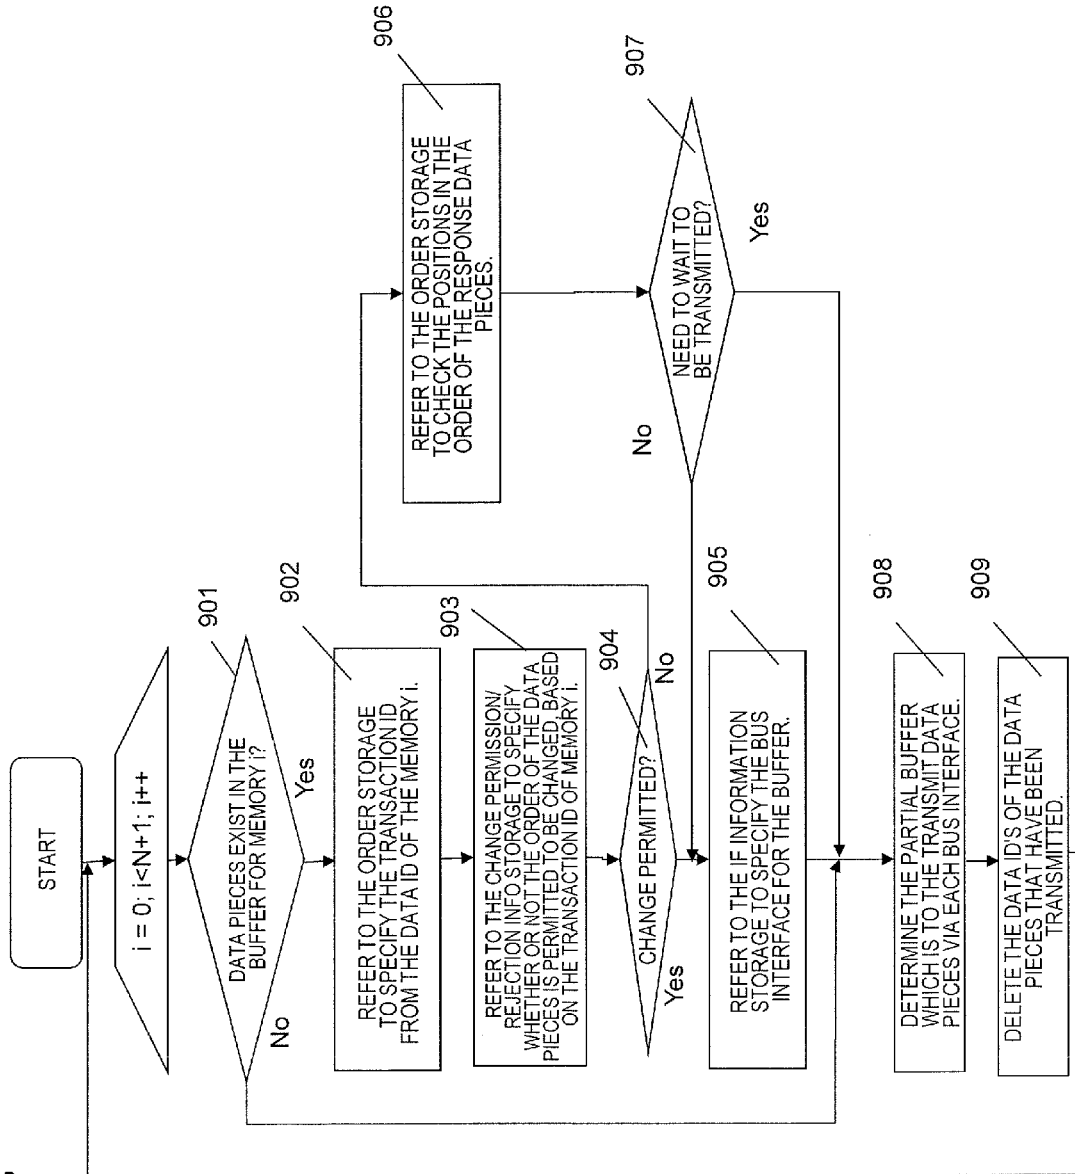 START
i = 0; i<N+1; i++
901
DATA PIECES EXIST IN THE
BUFFER FOR MEMORY i?
No
Yes
902
REFER TO THE ORDER STORAGE
TO SPECIFY THE TRANSACTION ID
FROM THE DATA ID OF THE MEMORY i.
903
REFER TO THE CHANGE PERMISSION/
REJECTION INFO STORAGE TO SPECIFY
WHETHER OR NOT THE ORDER OF THE DATA
PIECES IS PERMITTED TO BE CHANGED, BASED
ON THE TRANSACTION ID OF MEMORY i.
904
CHANGE PERMITTED?
Yes
No
905
REFER TO THE IF INFORMATION
STORAGE TO SPECIFY THE BUS
INTERFACE FOR THE BUFFER.
906
REFER TO THE ORDER STORAGE
TO CHECK THE POSITIONS IN THE
ORDER OF THE RESPONSE DATA
PIECES.
907
NEED TO WAIT TO
BE TRANSMITTED?
No
Yes
908
DETERMINE THE PARTIAL BUFFER
WHICH IS TO THE TRANSMIT DATA
PIECES VIA EACH BUS INTERFACE.
909
DELETE THE DATA ID'S OF THE DATA
PIECES THAT HAVE BEEN
TRANSMITTED.